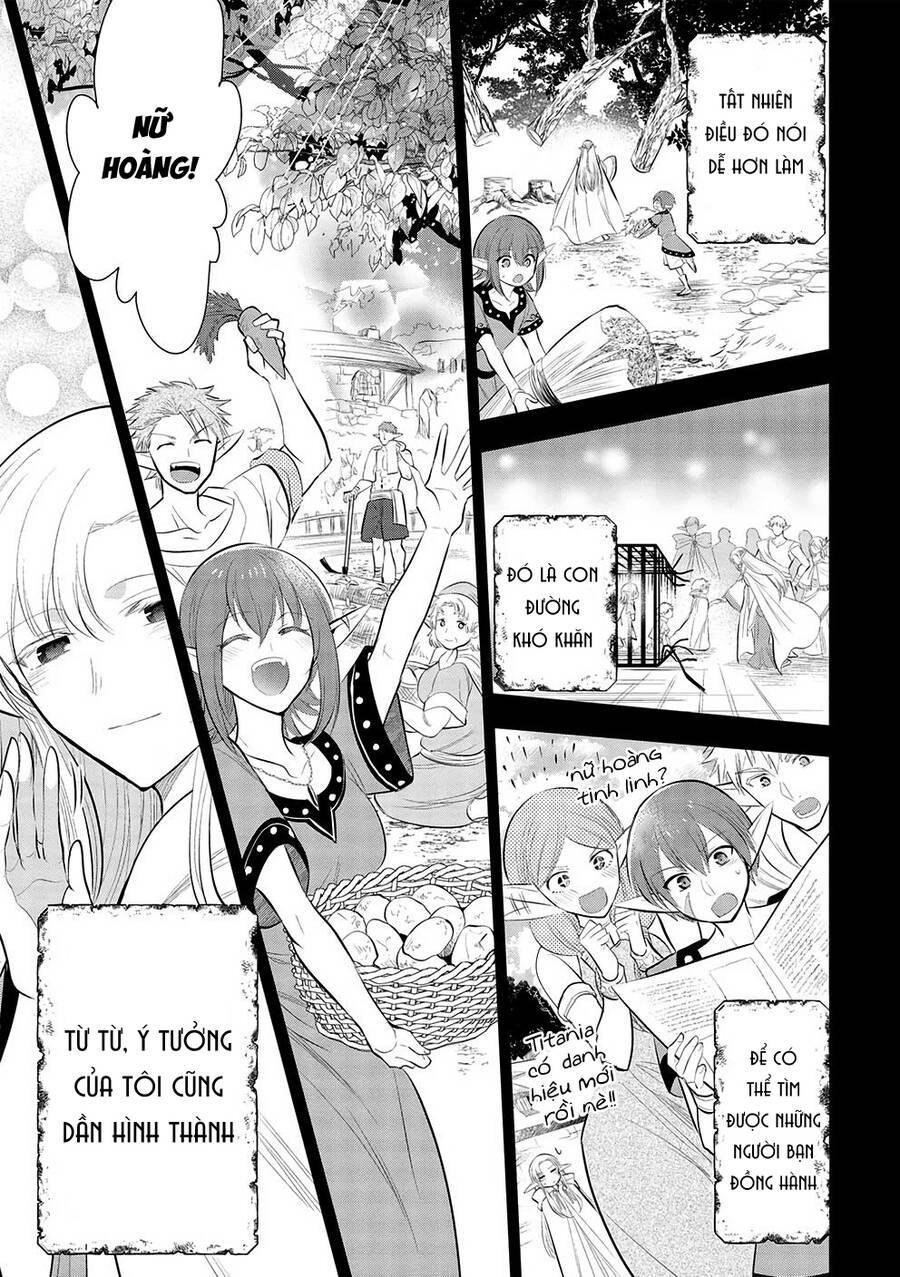 TẤT NHIÊN
ĐIỀU ĐÓ NÓI
DỄ HƠN LÀM
ĐÓ LÀ CON
ĐƯỜNG
KHÓ KHĂN
nữ hoàng
tinh linh?
Titania
có danh
hiệu mới
rồi nè!!
ĐỂ CÓ
THỂ TÌM
ĐƯỢC NHỮNG
NGƯỜI BẠN
ĐỒNG HÀNH
NỮ
HOÀNG!
TỪ TỪ, Ý TƯỞNG
CỦA TÔI CŨNG
DẦN HÌNH THÀNH